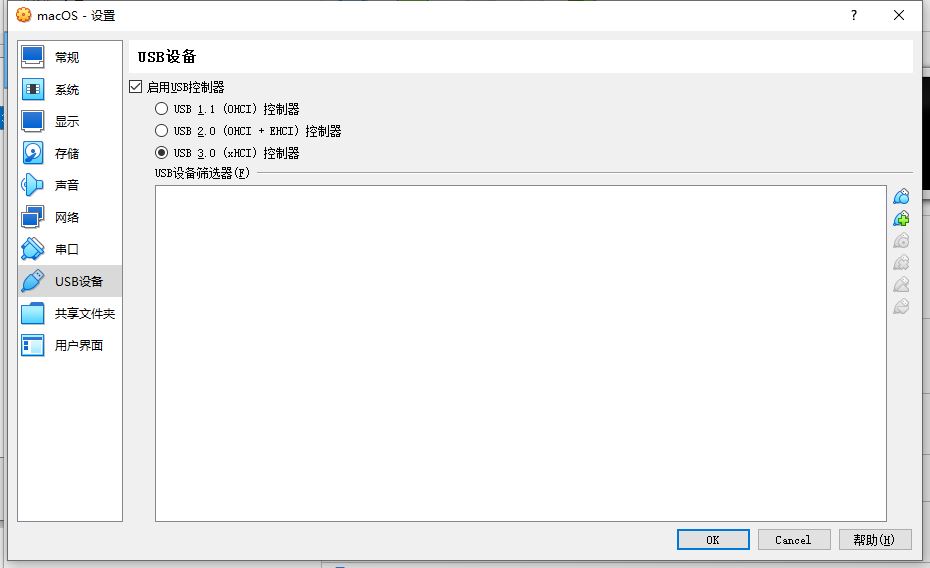 macOS - 设置
?
常规
系统
显示
存储
声音
网络
串口
USB设备
共享文件夹
用户界面
USB设备
启用USB控制器
USB 1.1 (OHCI) 控制器
USB 2.0 (OHCI + EHCI) 控制器
USB 3.0 (xHCI) 控制器
USB设备筛选器(F)
OK
Cancel
帮助(H)